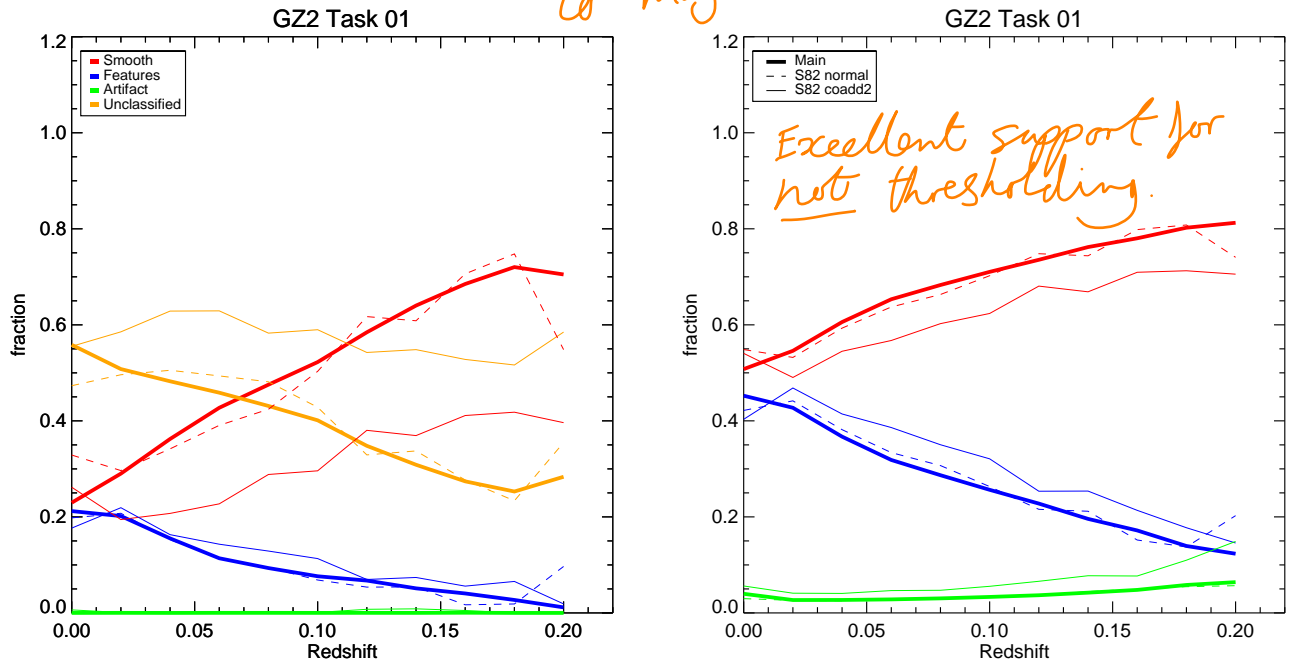 GZ2 Task 01
1.2
1.0
0.8
0.6
0.4
0.2
0.0
fraction
Smooth
Features
Artifact
Unclassified
0.00 0.05 0.10 0.15 0.20
Redshift
GZ2 Task 01
1.2
1.0
0.8
0.6
0.4
0.2
0.0
fraction
Main
S82 normal
S82 coadd2
Excellent support for
not thresholding.
0.00 0.05 0.10 0.15 0.20
Redshift